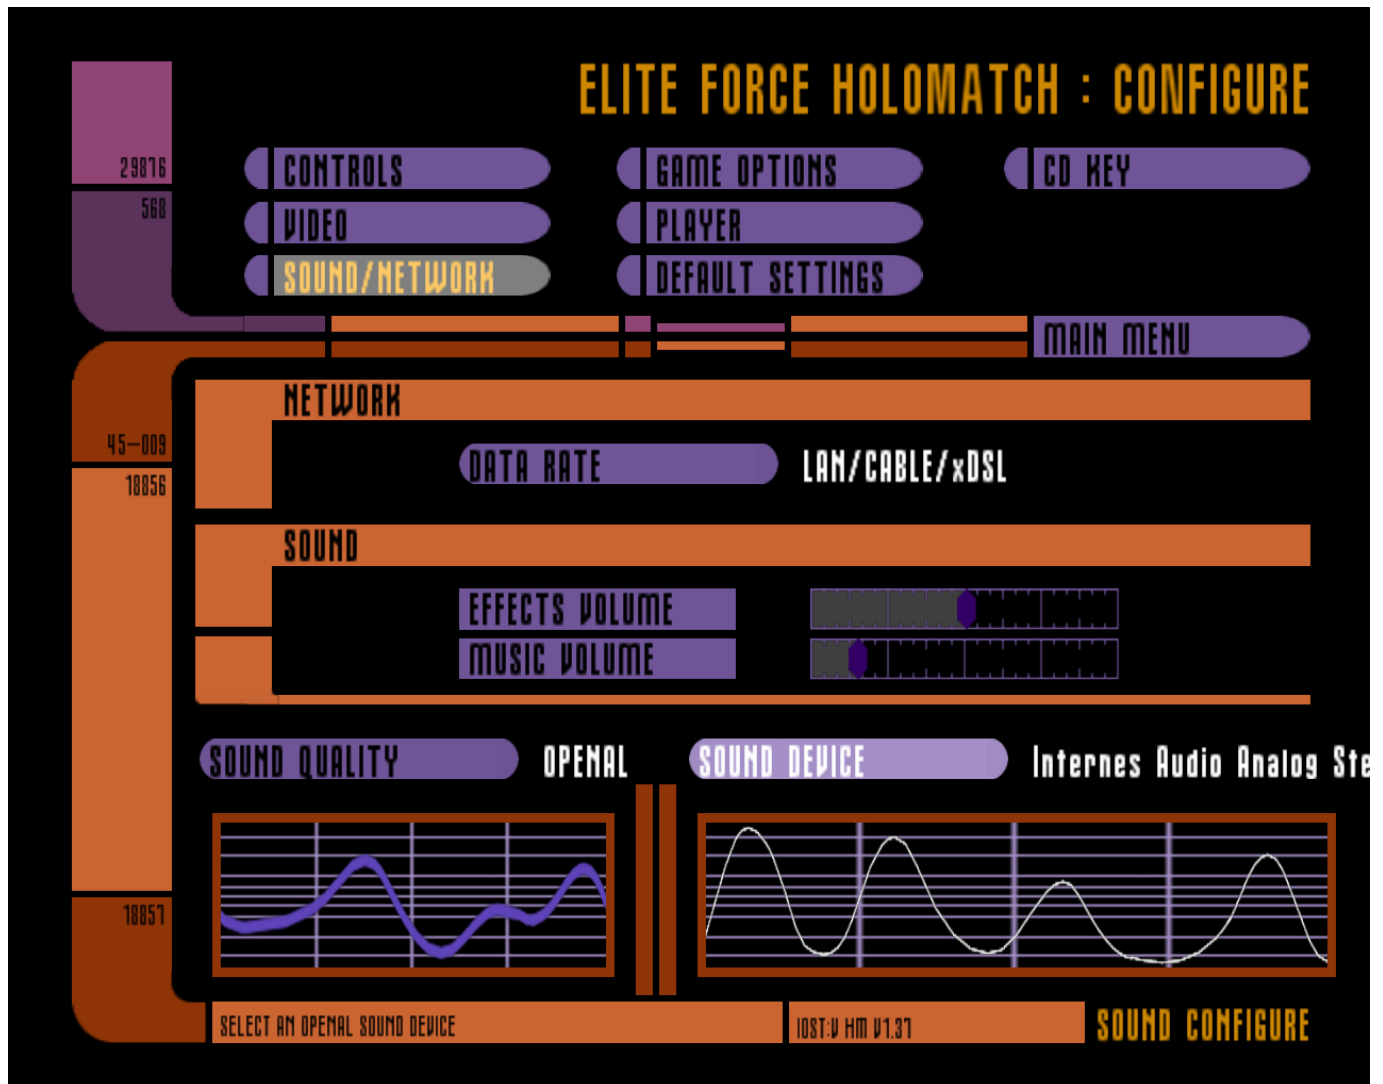 ELITE FORCE HOLOMATCH : CONFIGURE
29876
568
CONTROLS
GAME OPTIONS
CD KEY
VIDEO
PLAYER
SOUND/NETWORK
DEFAULT SETTINGS
MAIN MENU
NETWORK
45-009
DATA RATE
LAN/CABLE/xDSL
18856
SOUND
EFFECTS VOLUME
MUSIC VOLUME
SOUND QUALITY
OPENAL
SOUND DEVICE
Internes Audio Analog Ste
18857
SELECT AN OPENAL SOUND DEVICE
IOST:V HM V1.37
SOUND CONFIGURE